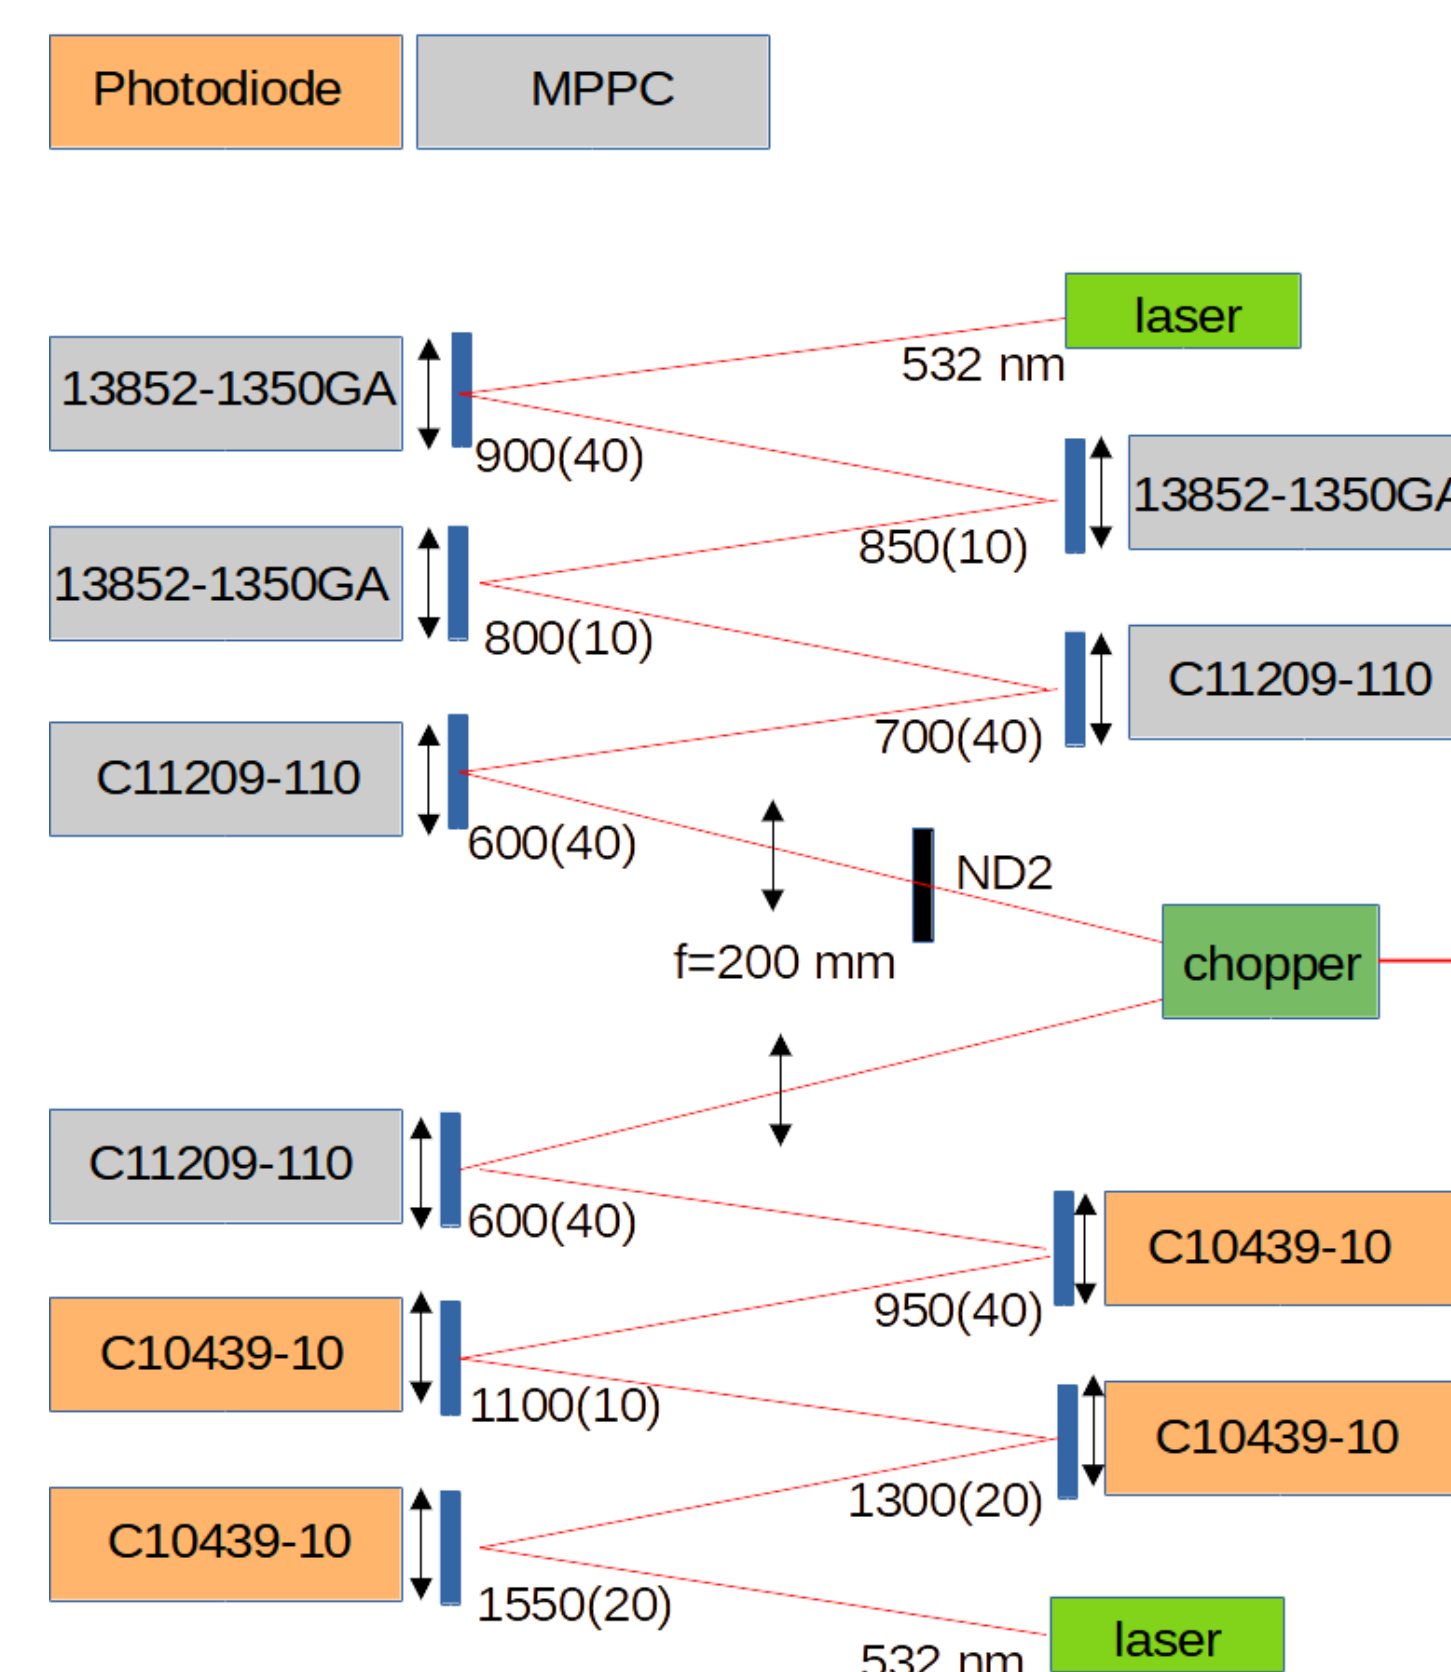 Photodiode
MPPC
laser
532 nm
13852-1350GA
900(40)
13852-1350GA
850(10)
13852-1350GA
800(10)
C11209-110
700(40)
C11209-110
600(40)
ND2
f=200 mm
chopper
C11209-110
600(40)
C10439-10
950(40)
C10439-10
1100(10)
C10439-10
1300(20)
C10439-10
1550(20)
laser
532 nm